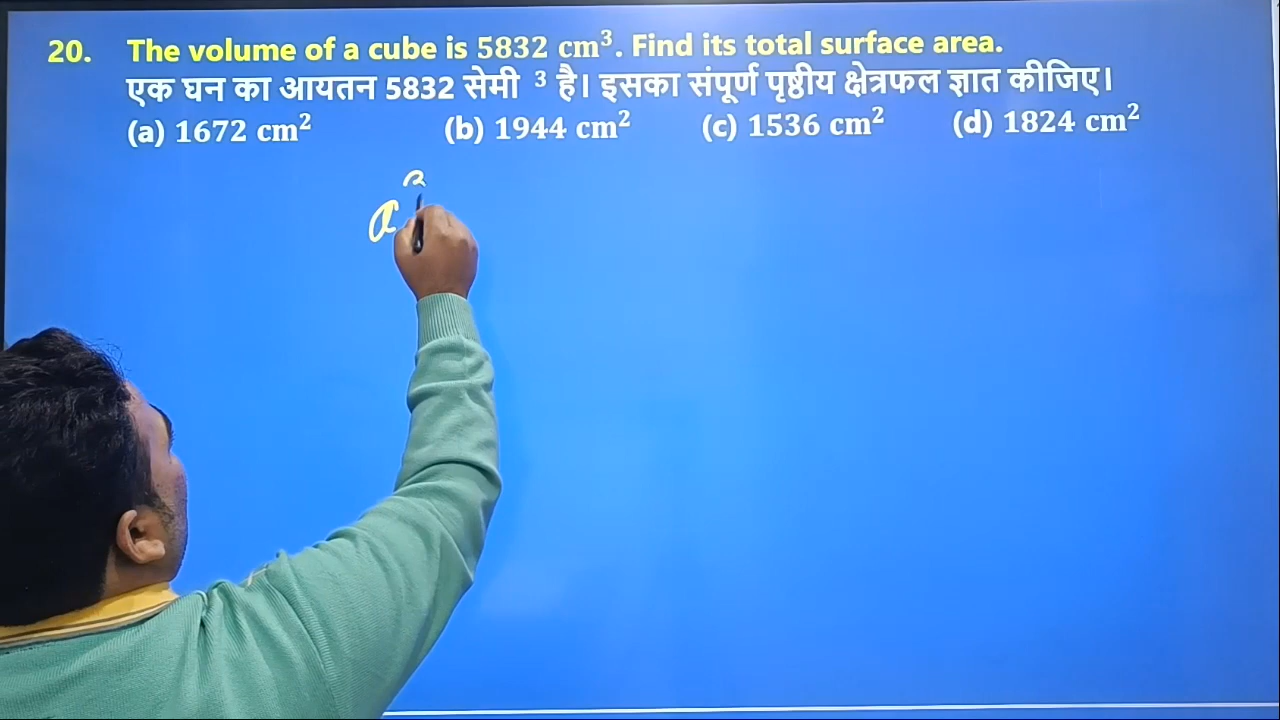 20. The volume of a cube is 5832 cm³. Find its total surface area.
एक घन का आयतन 5832 सेमी ³ है। इसका संपूर्ण पृष्ठीय क्षेत्रफल ज्ञात कीजिए।
(a) 1672 cm² (b) 1944 cm² (c) 1536 cm² (d) 1824 cm²
a